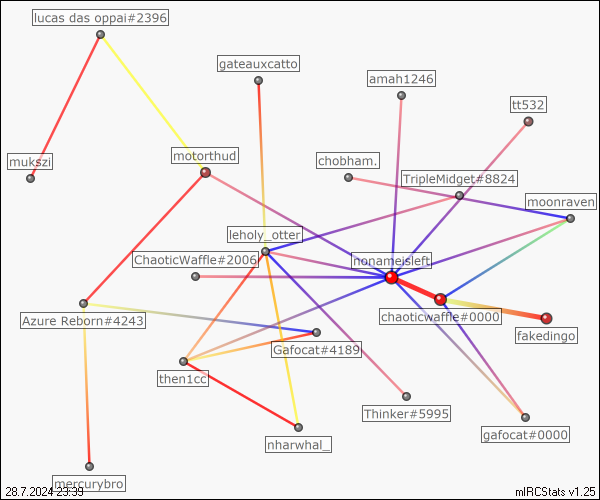 lucas das oppai#2396
gateauxcatto
amah1246
tt532
mukszi
motorthud
chobham.
TripleMidget#8824
moonraven
leholy_otter
ChaoticWaffle#2006
nonameisleft
chaoticwaffle#0000
Azure Reborn#4243
fakedingo
Gafocat#4189
then1cc
Thinker#5995
gafocat#0000
nharwhal_
mercurybro
28.7.2024 23:39
mIRCStats v1.25